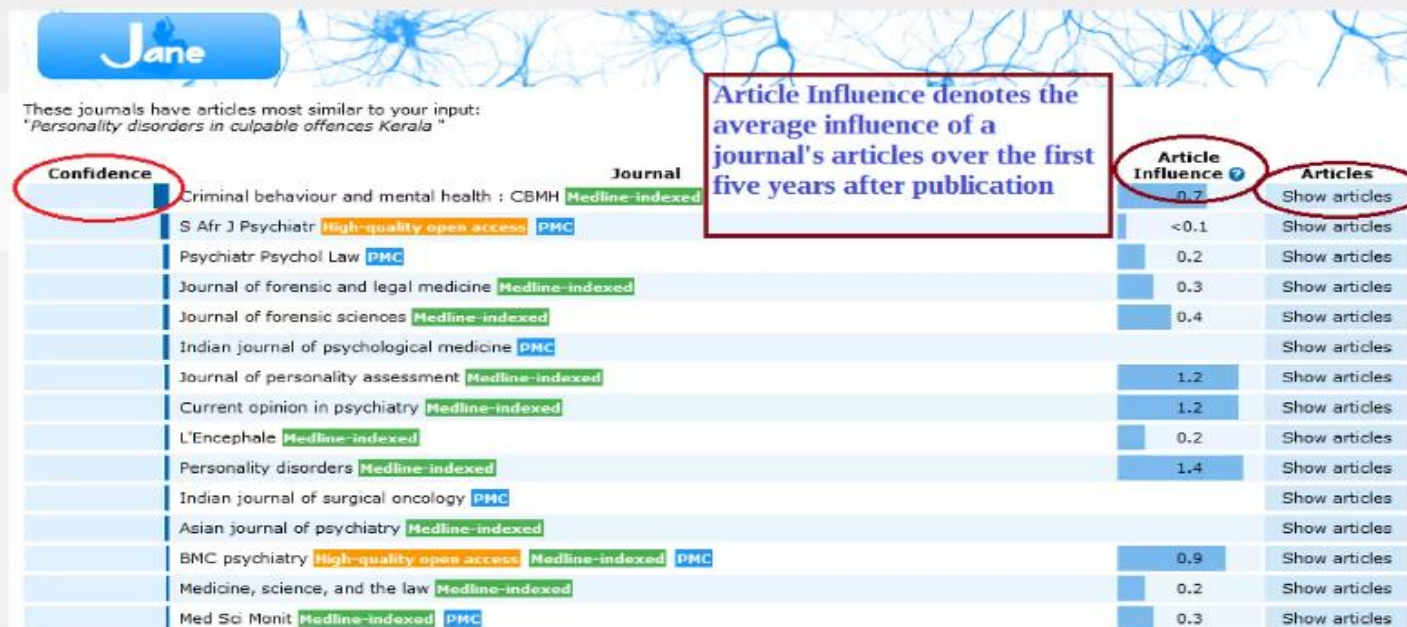 Jane
These journals have articles most similar to your input:
"Personality disorders in culpable offences Kerala "
Article Influence denotes the
average influence of a
journal's articles over the first
five years after publication
Confidence Journal Article Influence ? Articles
Criminal behaviour and mental health : CBMH Medline-indexed 0.7 Show articles
S Afr J Psychiatr High-quality open access PMC <0.1 Show articles
Psychiatr Psychol Law PMC 0.2 Show articles
Journal of forensic and legal medicine Medline-indexed 0.3 Show articles
Journal of forensic sciences Medline-indexed 0.4 Show articles
Indian journal of psychological medicine PMC Show articles
Journal of personality assessment Medline-indexed 1.2 Show articles
Current opinion in psychiatry Medline-indexed 1.2 Show articles
L'Encephale Medline-indexed 0.2 Show articles
Personality disorders Medline-indexed 1.4 Show articles
Indian journal of surgical oncology PMC Show articles
Asian journal of psychiatry Medline-indexed Show articles
BMC psychiatry High-quality open access Medline-indexed PMC 0.9 Show articles
Medicine, science, and the law Medline-indexed 0.2 Show articles
Med Sci Monit Medline-indexed PMC 0.3 Show articles